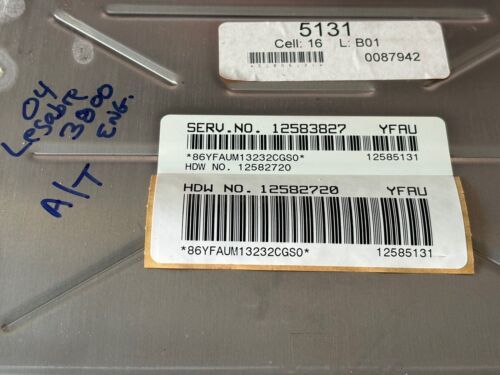 5131
Cell: 16 L: B01
0087942
04
Lesabre
3800
ENG.
A/T
SERV.NO. 12583827 YFAU
*86YFAUM13232CGS0* 12585131
HDW NO. 12582720
HDW NO. 12582720 YFAU
*86YFAUM13232CGS0* 12585131